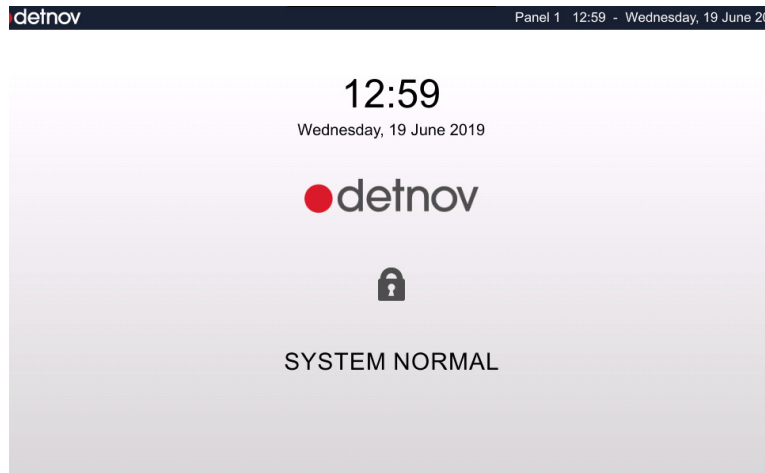 detnov
Panel 1 12:59 - Wednesday, 19 June
12:59
Wednesday, 19 June 2019
detnov
SYSTEM NORMAL